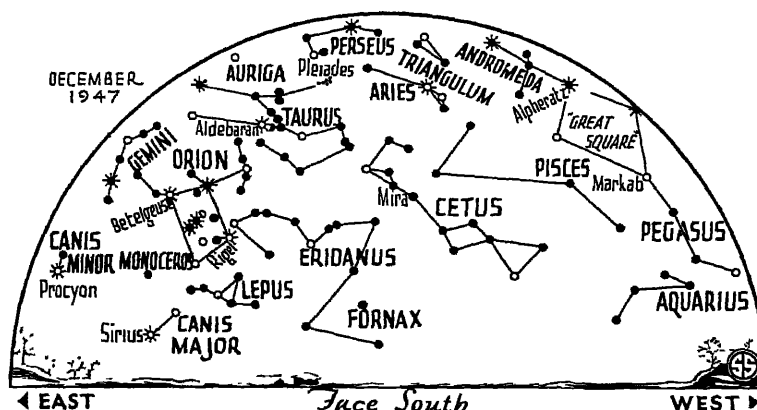 DECEMBER
1947
PERSEUS
Pleiades
AURIGA
TRIANGULUM
ANDROMEDA
ARIES
Alpheratz
"GREAT
SQUARE"
TAURUS
Aldebaran
GEMINI
ORION
PISCES
Markab
Betelgeuse
Mira
CETUS
PEGASUS
CANIS
MINOR
MONOCEROS
Rigel
ERIDANUS
Procyon
LEPUS
AQUARIUS
Sirius
CANIS
MAJOR
FORNAX
EAST
Face South
WEST